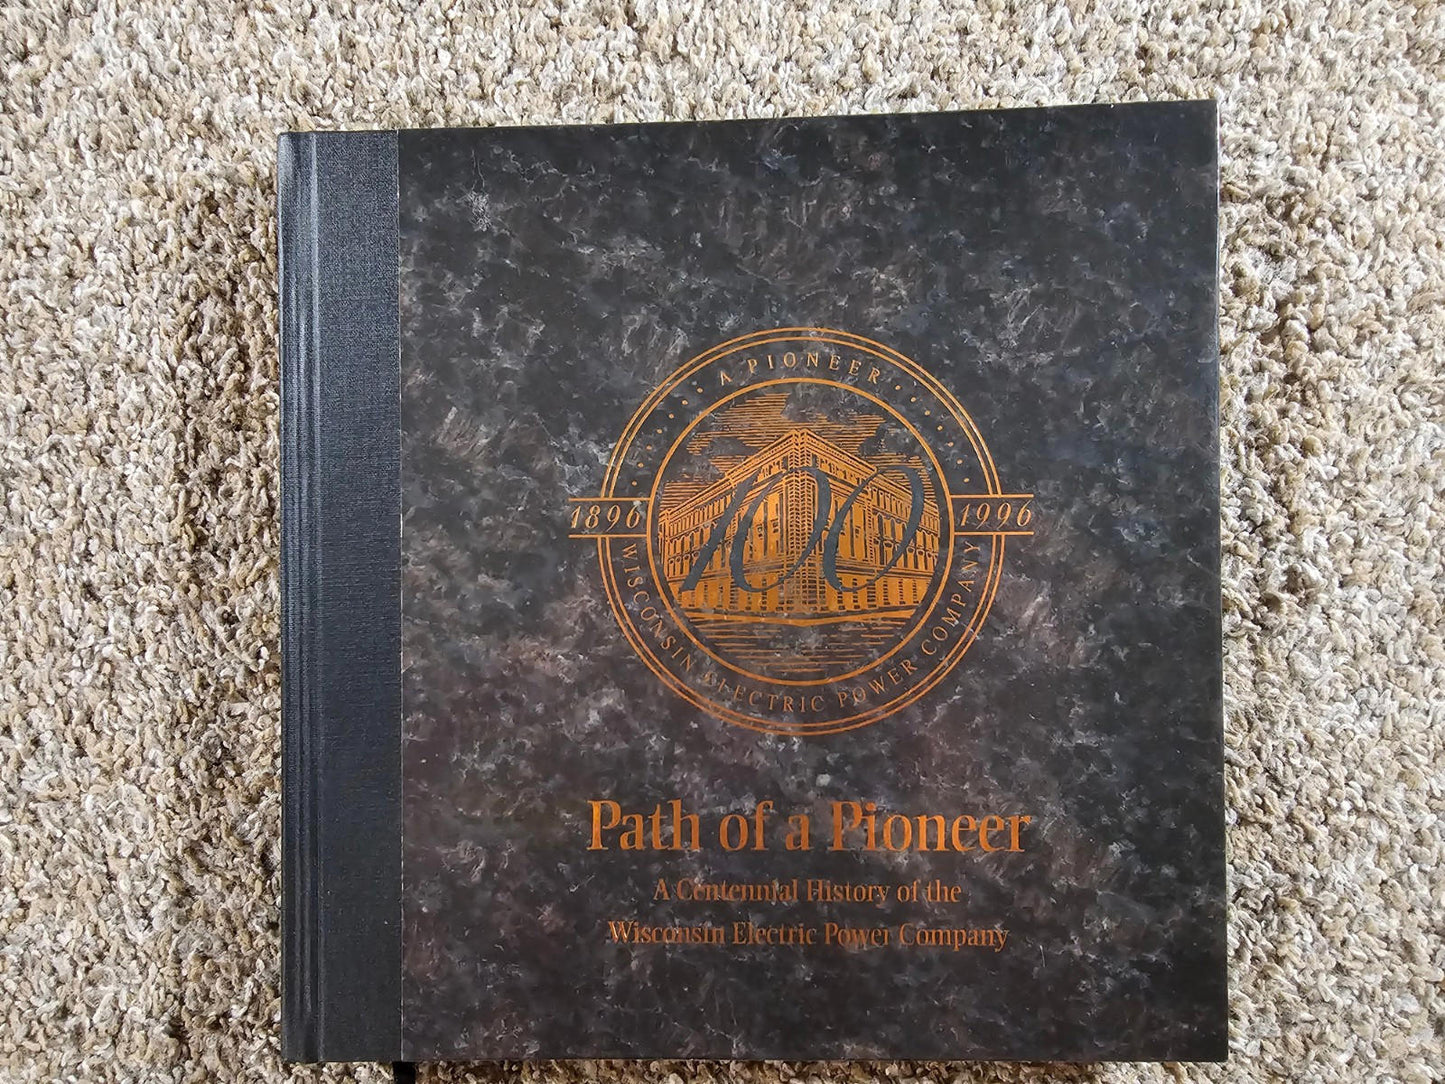 A PIONEER
1896
100
1996
WISCONSIN ELECTRIC POWER COMPANY
Path of a Pioneer
A Centennial History of the
Wisconsin Electric Power Company